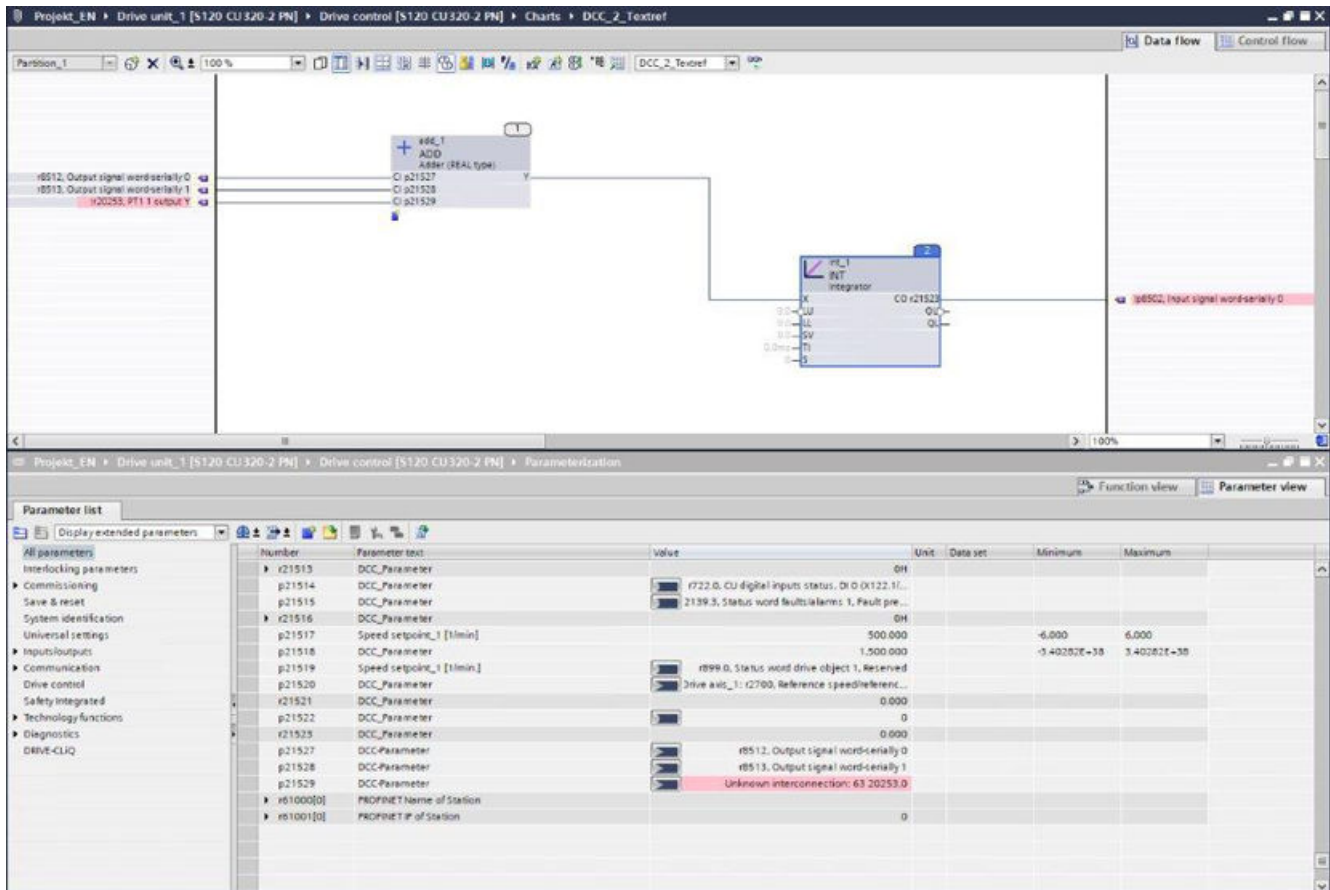 Projekt_EN ▸ Drive unit_1 [S120 CU320-2 PN] ▸ Drive control [S120 CU320-2 PN] ▸ Charts ▸ DCC_2_Textref
Data flow Control flow
Partition_1 100 % DCC_2_Textref
1
add_1
ADD
Adder (REAL type)
r8512, Output signal word-serially 0 CI p21527 Y
r8513, Output signal word-serially 1 CI p21528
!r20253, PT1 1 output Y CI p21529
2
int_1
INT
Integrator
X CO r21523 !p8502, Input signal word-serially 0
0.0 LU QU
0.0 LL QL
0.0 SV
0.0ms TI
0 S
100%
Projekt_EN ▸ Drive unit_1 [S120 CU320-2 PN] ▸ Drive control [S120 CU320-2 PN] ▸ Parameterization
Function view Parameter view
Parameter list
Display extended parameters
All parameters
Interlocking parameters
Commissioning
Save & reset
System identification
Universal settings
Inputs/outputs
Communication
Drive control
Safety Integrated
Technology functions
Diagnostics
DRIVE-CLiQ
Number Parameter text Value Unit Data set Minimum Maximum
r21513 DCC_Parameter 0H
p21514 DCC_Parameter r722.0, CU digital inputs status, DI 0 (X122.1/...
p21515 DCC_Parameter 2139.3, Status word faults/alarms 1, Fault pre...
r21516 DCC_Parameter 0H
p21517 Speed setpoint_1 [1/min] 500.000 -6,000 6,000
p21518 DCC_Parameter 1,500.000 -3.40282E+38 3.40282E+38
p21519 Speed setpoint_1 [1/min.] r899.0, Status word drive object 1, Reserved
p21520 DCC_Parameter Drive axis_1: r2700, Reference speed/referenc...
r21521 DCC_Parameter 0.000
p21522 DCC_Parameter 0
r21523 DCC_Parameter 0.000
p21527 DCC-Parameter r8512, Output signal word-serially 0
p21528 DCC-Parameter r8513, Output signal word-serially 1
p21529 DCC-Parameter Unknown interconnection: 63 20253.0
r61000[0] PROFINET Name of Station
r61001[0] PROFINET IP of Station 0